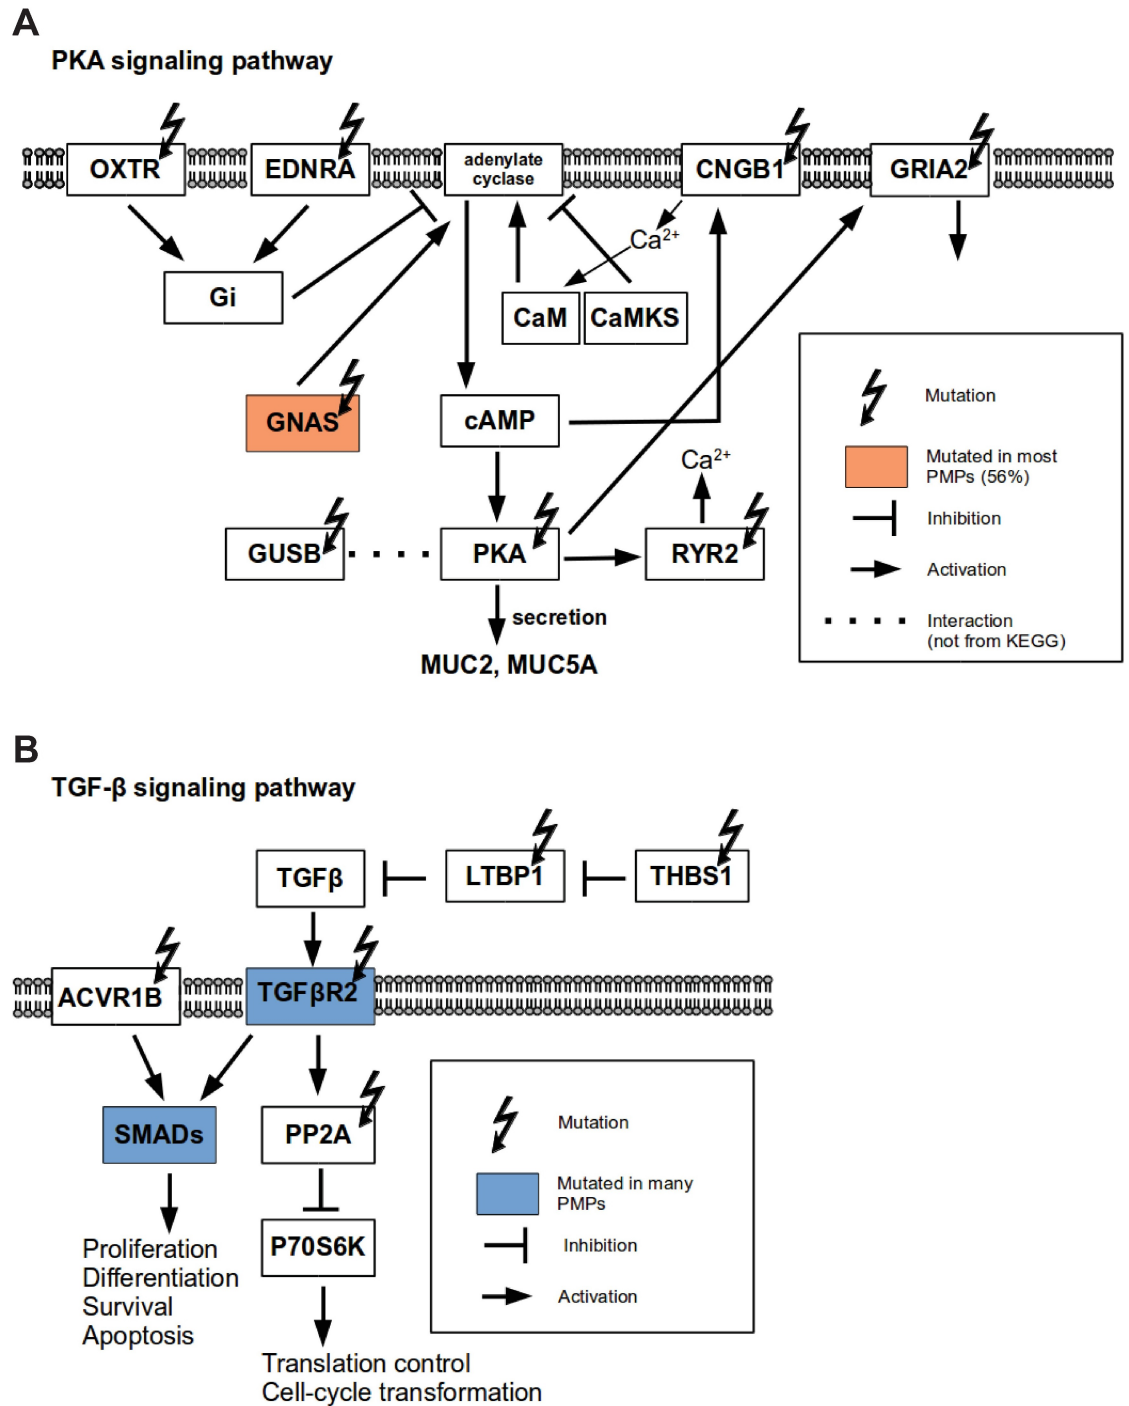 A
PKA signaling pathway
OXTR
EDNRA
adenylate
cyclase
CNGB1
GRIA2
Ca2+
Gi
CaM
CaMKS
GNAS
cAMP
Ca2+
GUSB
PKA
RYR2
secretion
MUC2, MUC5A
Mutation
Mutated in most
PMPs (56%)
Inhibition
Activation
Interaction
(not from KEGG)
B
TGF-β signaling pathway
TGFβ
LTBP1
THBS1
ACVR1B
TGFβR2
SMADs
PP2A
P70S6K
Proliferation
Differentiation
Survival
Apoptosis
Translation control
Cell-cycle transformation
Mutation
Mutated in many
PMPs
Inhibition
Activation